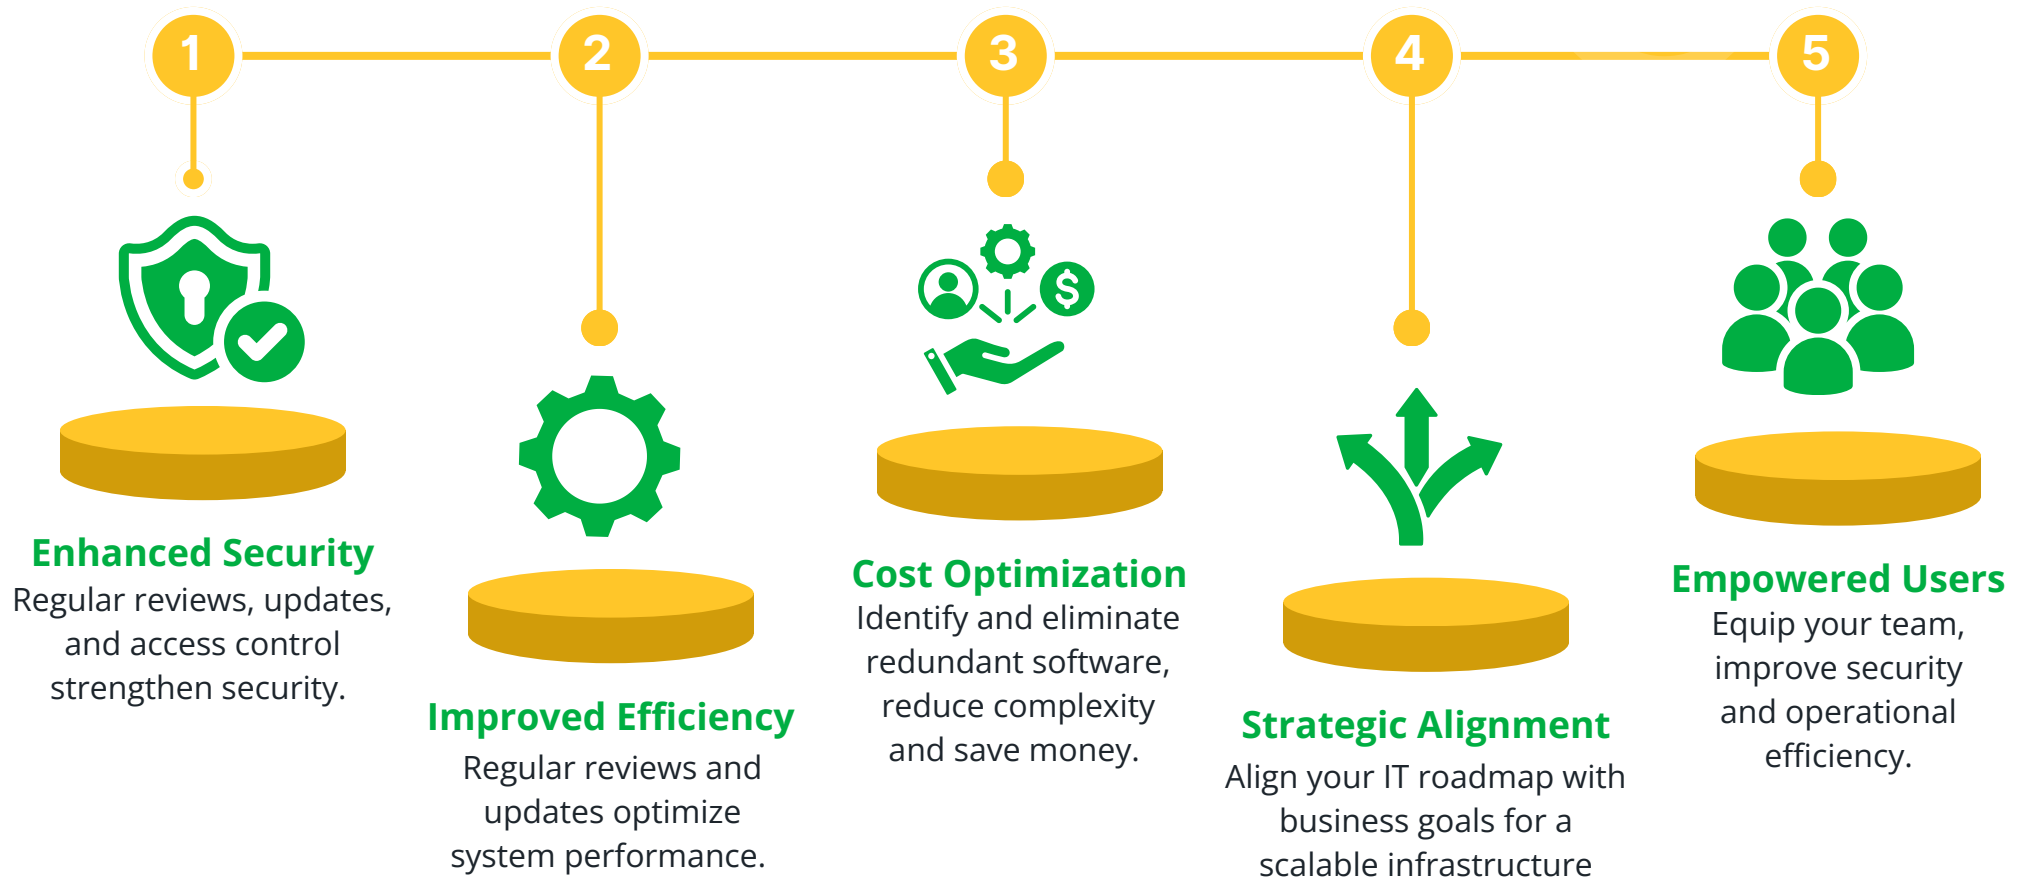 1
2
3
4
5
Enhanced Security
Regular reviews, updates,
and access control
strengthen security.
Improved Efficiency
Regular reviews and
updates optimize
system performance.
Cost Optimization
Identify and eliminate
redundant software,
reduce complexity
and save money.
Strategic Alignment
Align your IT roadmap with
business goals for a
scalable infrastructure
Empowered Users
Equip your team,
improve security
and operational
efficiency.
$